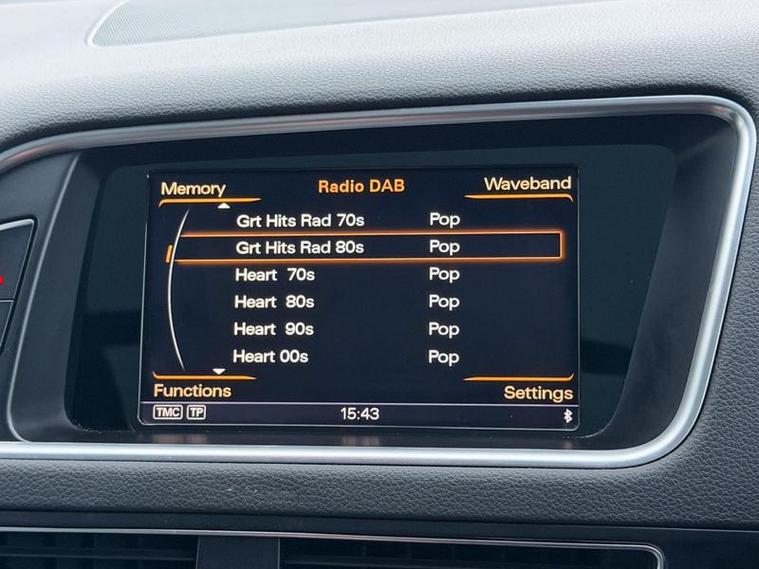 Memory Radio DAB Waveband
Grt Hits Rad 70s Pop
Grt Hits Rad 80s Pop
Heart 70s Pop
Heart 80s Pop
Heart 90s Pop
Heart 00s Pop
Functions Settings
TMC TP 15:43